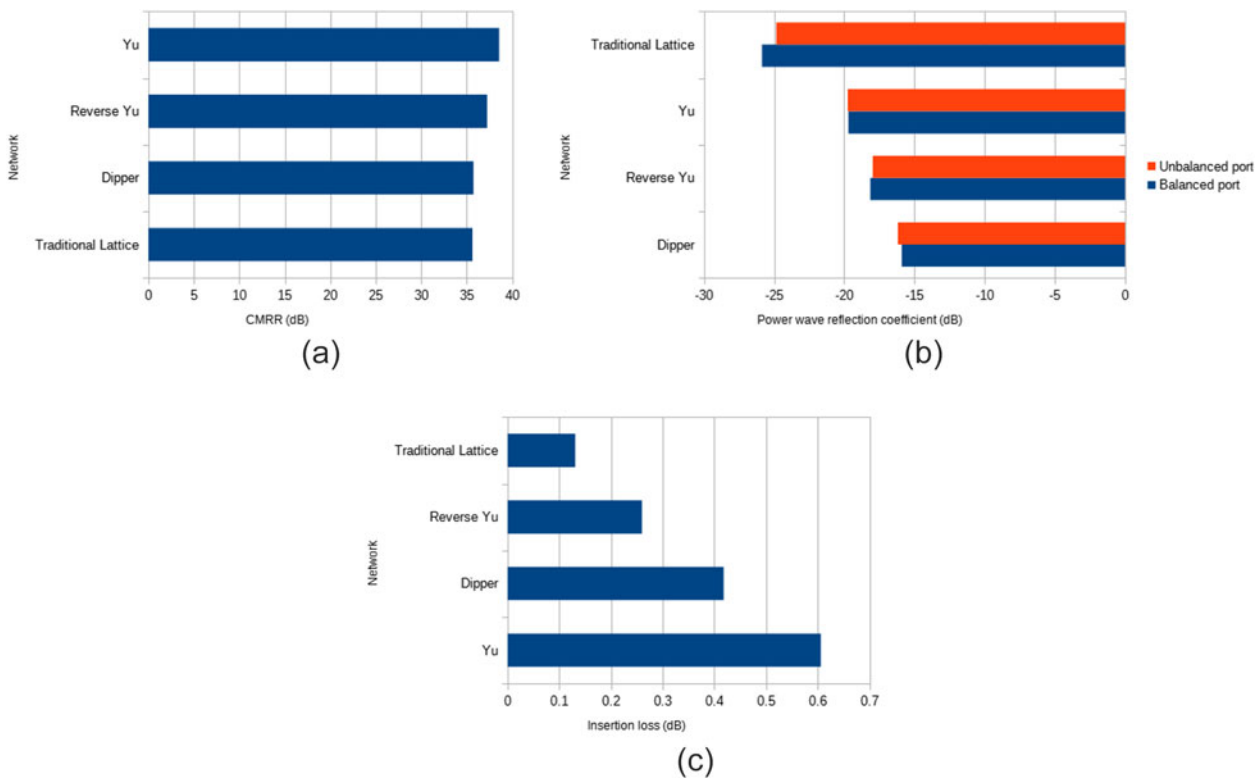 Yu
Reverse Yu
Dipper
Traditional Lattice
Network
0 5 10 15 20 25 30 35 40
CMRR (dB)
(a)
Traditional Lattice
Yu
Reverse Yu
Dipper
Network
-30 -25 -20 -15 -10 -5 0
Power wave reflection coefficient (dB)
Unbalanced port
Balanced port
(b)
Traditional Lattice
Reverse Yu
Dipper
Yu
Network
0 0.1 0.2 0.3 0.4 0.5 0.6 0.7
Insertion loss (dB)
(c)